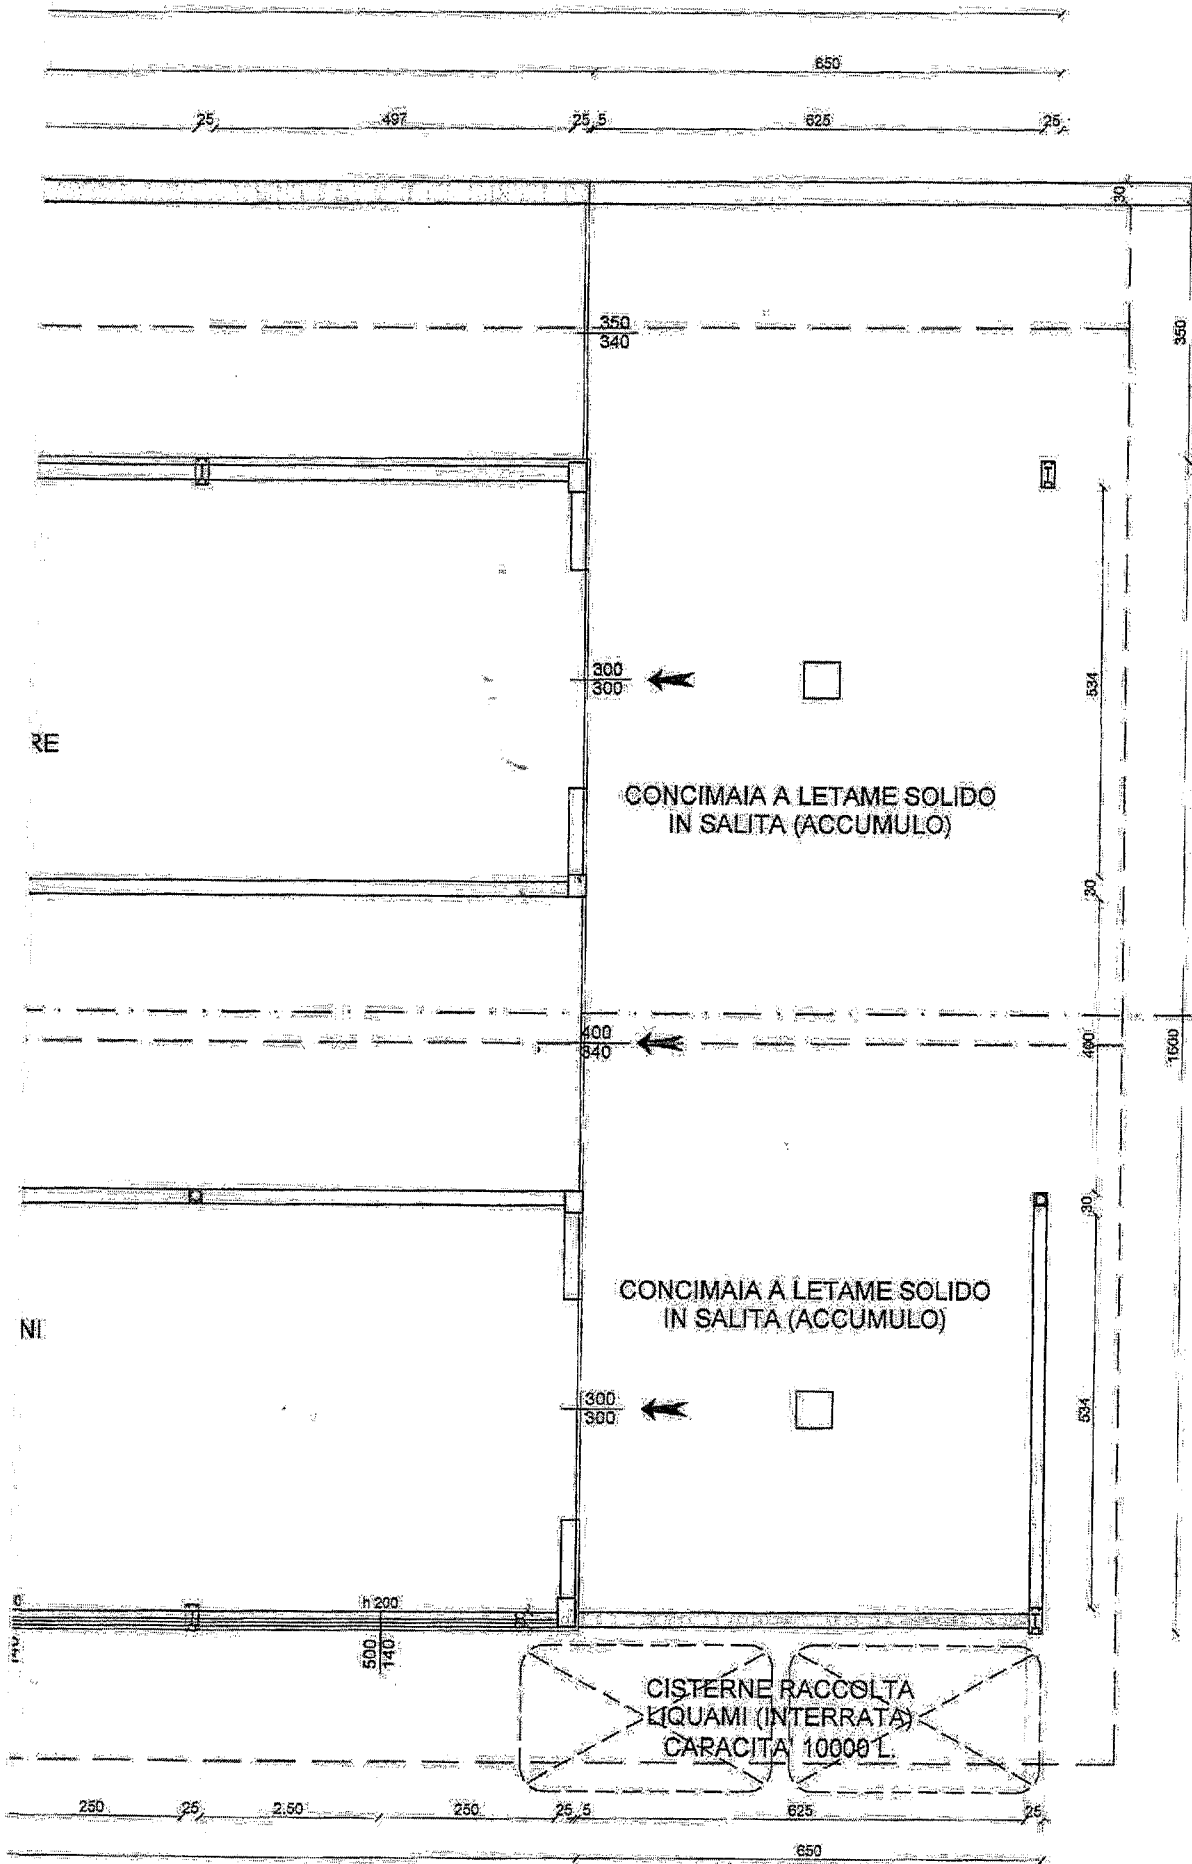 650
25 497 25 5 625 25
30
350
340
350
300
300
534
RE
CONCIMAIA A LETAME SOLIDO
IN SALITA (ACCUMULO)
30
400
340
400
1600
30
CONCIMAIA A LETAME SOLIDO
IN SALITA (ACCUMULO)
NI
300
300
534
h 200
500
140
CISTERNE RACCOLTA
LIQUAMI (INTERRATA)
CAPACITA' 10000 L.
250 25 2.50 250 25 5 625 25
650